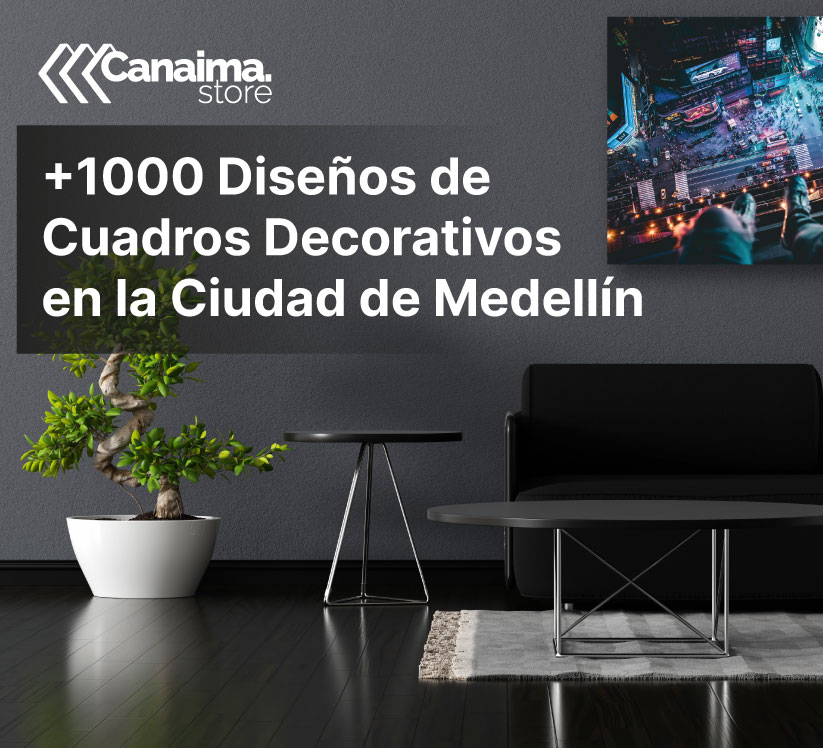 Canaima.
store
+1000 Diseños de
Cuadros Decorativos
en la Ciudad de Medellín